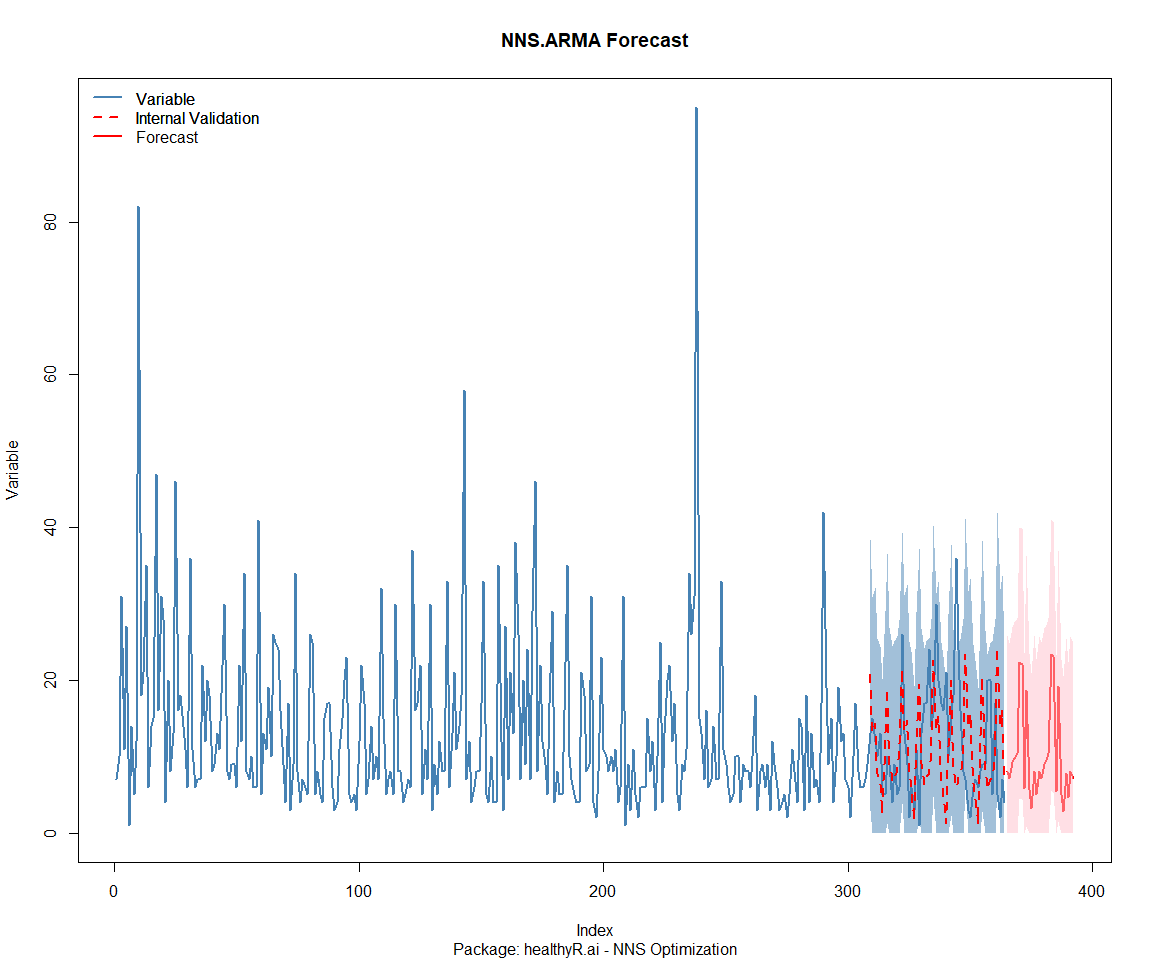 NNS.ARMA Forecast
Variable
Internal Validation
Forecast
Variable
0
20
40
60
80
0
100
200
300
400
Index
Package: healthyR.ai - NNS Optimization